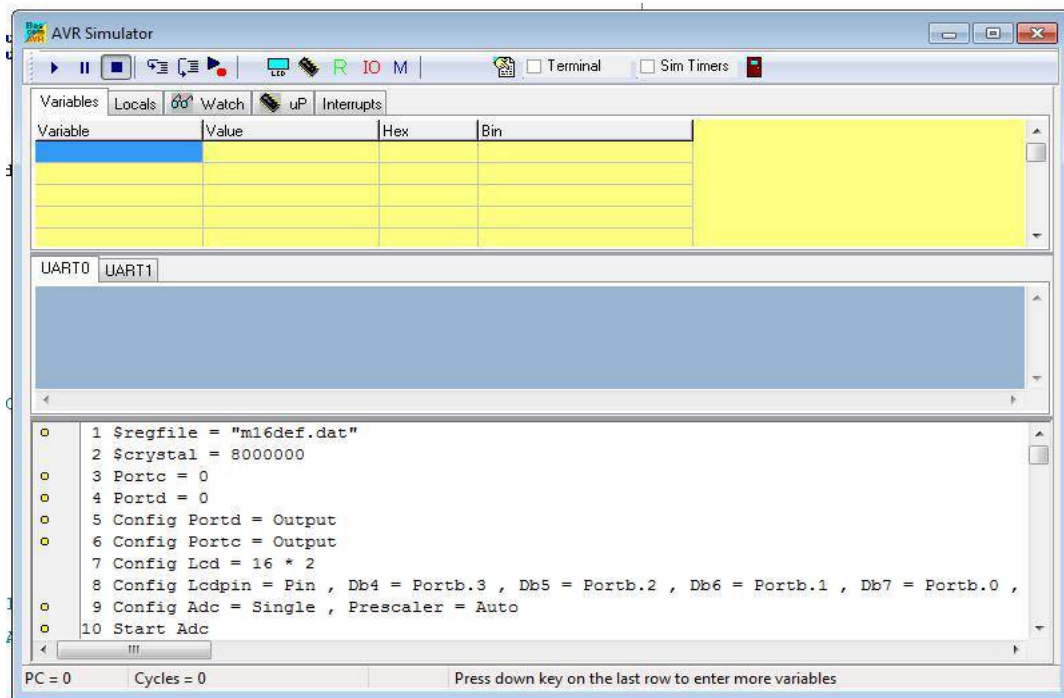 AVR Simulator
LCD R IO M Terminal Sim Timers
Variables Locals Watch uP Interrupts
Variable Value Hex Bin
UART0 UART1
1 $regfile = "m16def.dat"
2 $crystal = 8000000
3 Portc = 0
4 Portd = 0
5 Config Portd = Output
6 Config Portc = Output
7 Config Lcd = 16 * 2
8 Config Lcdpin = Pin , Db4 = Portb.3 , Db5 = Portb.2 , Db6 = Portb.1 , Db7 = Portb.0 ,
9 Config Adc = Single , Prescaler = Auto
10 Start Adc
PC = 0 Cycles = 0 Press down key on the last row to enter more variables